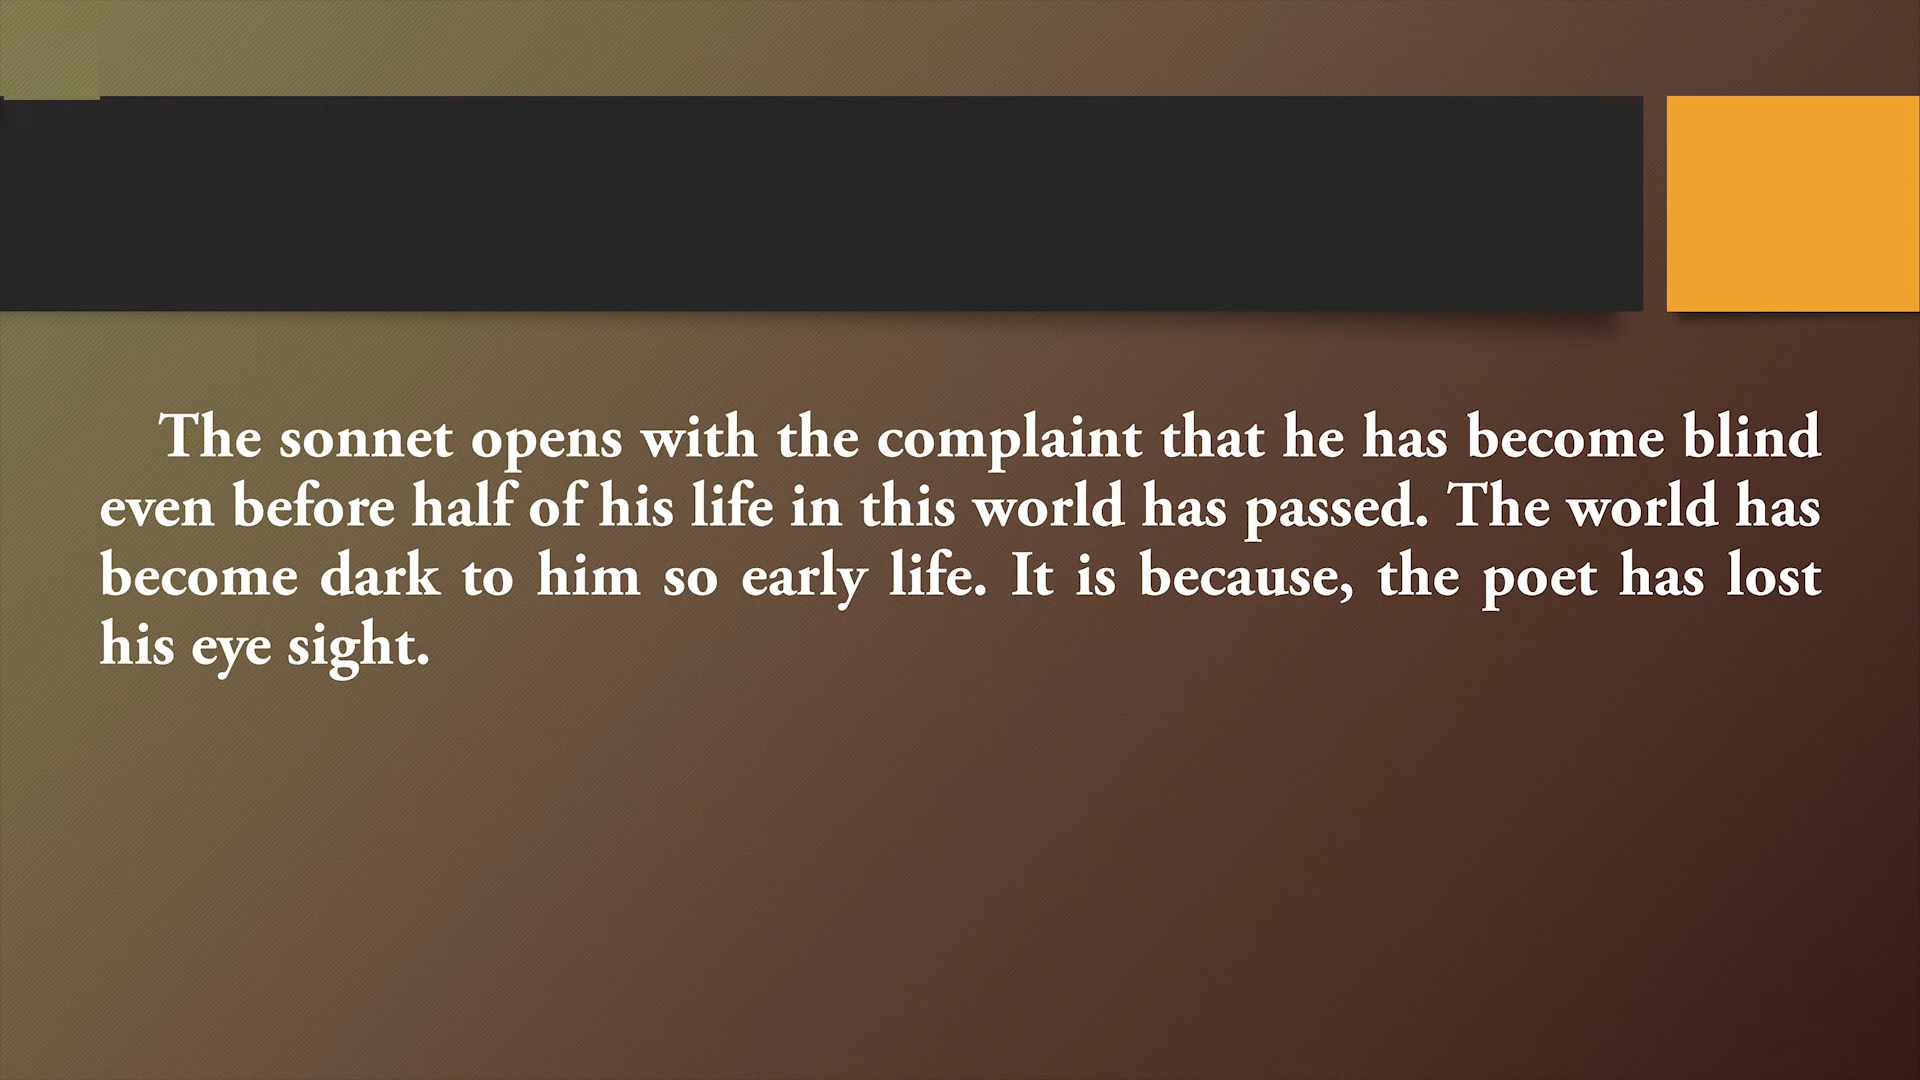 The sonnet opens with the complaint that he has become blind
even before half of his life in this world has passed. The world has
become dark to him so early life. It is because, the poet has lost
his eye sight.